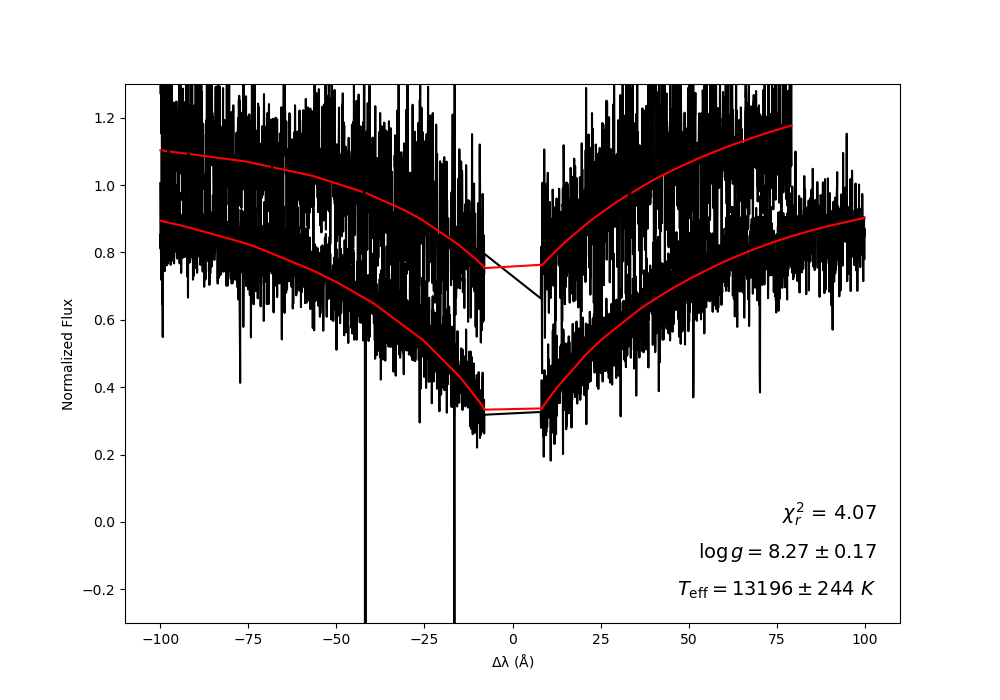 1.2
1.0
0.8
0.6
0.4
0.2
0.0
−0.2
Normalized Flux
χ²ᵣ = 4.07
log g = 8.27 ± 0.17
T_eff = 13196 ± 244 K
−100 −75 −50 −25 0 25 50 75 100
Δλ (Å)